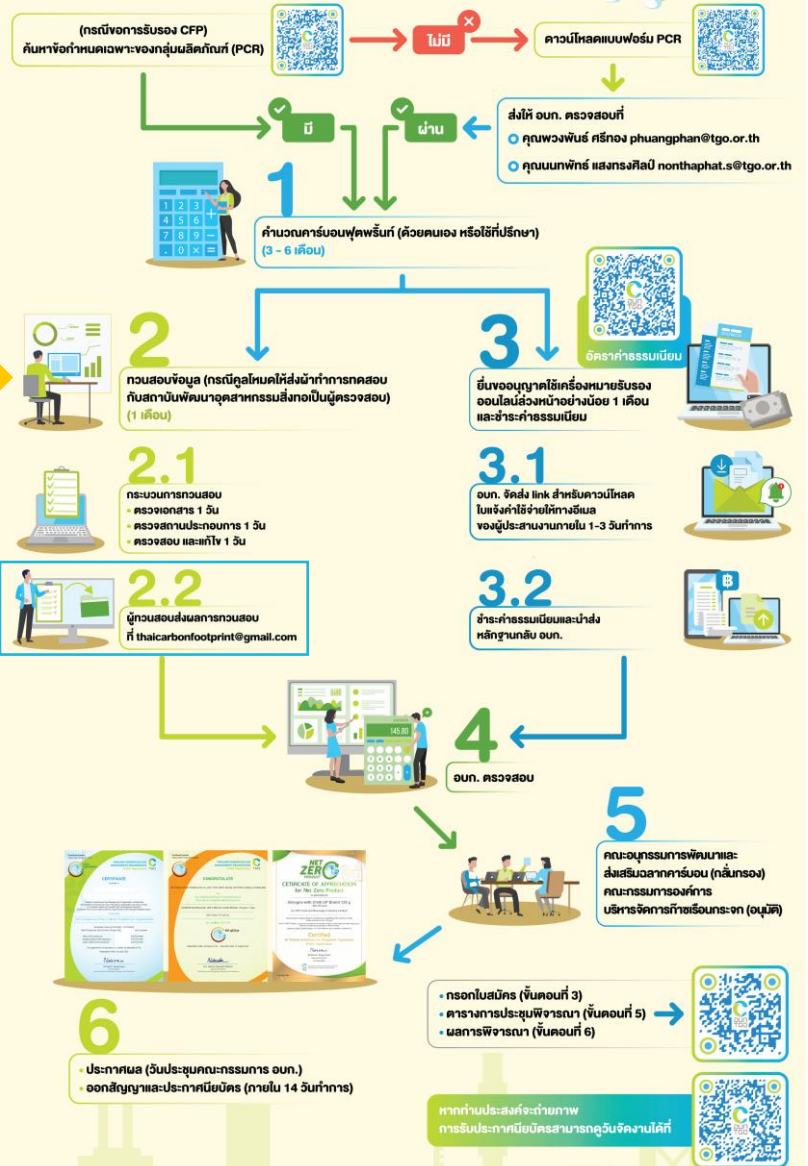 (กรณีขอการรับรอง CFP)
ค้นหาข้อกำหนดเฉพาะของกลุ่มผลิตภัณฑ์ (PCR)
ไม่มี
ดาวน์โหลดแบบฟอร์ม PCR
มี
ผ่าน
ส่งให้ อบก. ตรวจสอบที่
คุณพวงพันธ์ ศรีทอง phuangphan@tgo.or.th
คุณนนทพัทธ์ แสงทรงศิลป์ nonthaphat.s@tgo.or.th
1
คำนวณคาร์บอนฟุตพริ้นท์ (ด้วยตนเอง หรือใช้ที่ปรึกษา)
(3 - 6 เดือน)
2
ทวนสอบข้อมูล (กรณีคูลโหมดให้ส่งผ้าทำการทดสอบ
กับสถาบันพัฒนาอุตสาหกรรมสิ่งทอเป็นผู้ตรวจสอบ)
(1 เดือน)
อัตราค่าธรรมเนียม
3
ยื่นขออนุญาตใช้เครื่องหมายรับรอง
ออนไลน์ล่วงหน้าอย่างน้อย 1 เดือน
และชำระค่าธรรมเนียม
2.1
กระบวนการทวนสอบ
• ตรวจเอกสาร 1 วัน
• ตรวจสถานประกอบการ 1 วัน
• ตรวจสอบ และแก้ไข 1 วัน
3.1
อบก. จัดส่ง link สำหรับดาวน์โหลด
ใบแจ้งค่าใช้จ่ายให้ทางอีเมล
ของผู้ประสานงานภายใน 1-3 วันทำการ
2.2
ผู้ทวนสอบส่งผลการทวนสอบ
ที่ thaicarbonfootprint@gmail.com
3.2
ชำระค่าธรรมเนียมและนำส่ง
หลักฐานกลับ อบก.
145.80
4
อบก. ตรวจสอบ
5
คณะอนุกรรมการพัฒนาและ
ส่งเสริมฉลากคาร์บอน (กลั่นกรอง)
คณะกรรมการองค์การ
บริหารจัดการก๊าซเรือนกระจก (อนุมัติ)
CERTIFICATE
CONGRATULATE
NET
ZERO
PRODUCT
CERTIFICATE OF APPRECIATION
for Net Zero Product
Certified
6
• ประกาศผล (วันประชุมคณะกรรมการ อบก.)
• ออกสัญญาและประกาศนียบัตร (ภายใน 14 วันทำการ)
• กรอกใบสมัคร (ขั้นตอนที่ 3)
• ตารางการประชุมพิจารณา (ขั้นตอนที่ 5)
• ผลการพิจารณา (ขั้นตอนที่ 6)
หากท่านประสงค์จะถ่ายภาพ
การรับประกาศนียบัตรสามารถดูวันจัดงานได้ที่